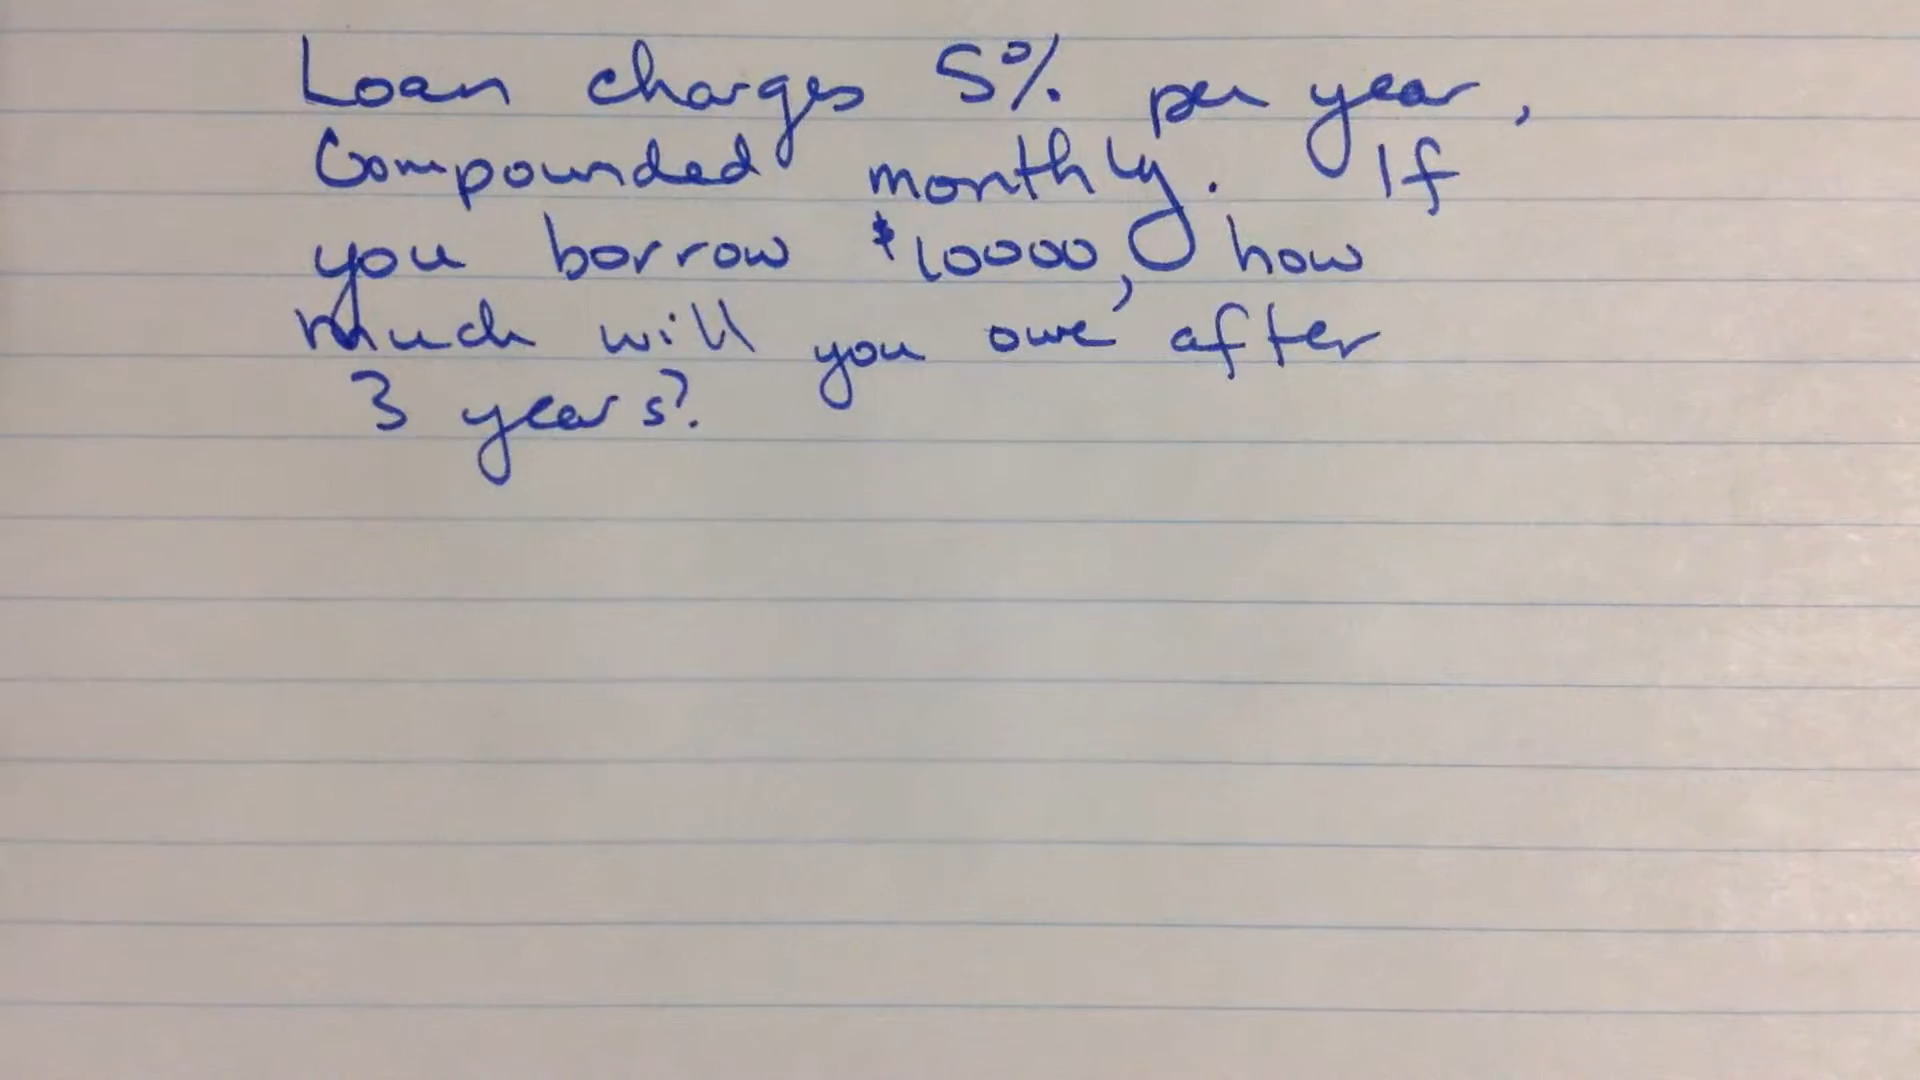 Loan charges 5% per year,
Compounded monthly. If
you borrow $10000, how
much will you owe after
3 years?